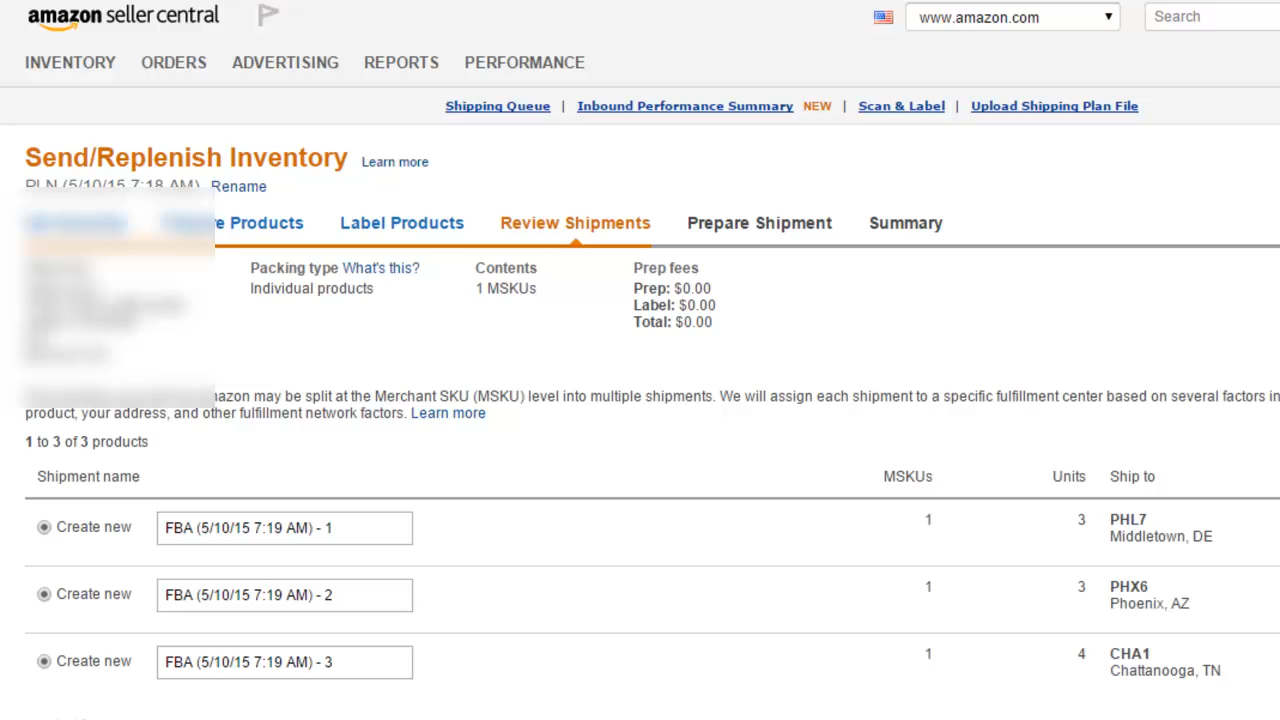 amazon seller central
www.amazon.com
Search
INVENTORY ORDERS ADVERTISING REPORTS PERFORMANCE
Shipping Queue | Inbound Performance Summary NEW | Scan & Label | Upload Shipping Plan File
Send/Replenish Inventory Learn more
PLN (5/10/15 7:18 AM) Rename
Products Label Products Review Shipments Prepare Shipment Summary
Packing type What's this? Contents Prep fees
Individual products 1 MSKUs Prep: $0.00
Label: $0.00
Total: $0.00
may be split at the Merchant SKU (MSKU) level into multiple shipments. We will assign each shipment to a specific fulfillment center based on several factors in
product, your address, and other fulfillment network factors. Learn more
1 to 3 of 3 products
Shipment name MSKUs Units Ship to
Create new FBA (5/10/15 7:19 AM) - 1 1 3 PHL7
Middletown, DE
Create new FBA (5/10/15 7:19 AM) - 2 1 3 PHX6
Phoenix, AZ
Create new FBA (5/10/15 7:19 AM) - 3 1 4 CHA1
Chattanooga, TN